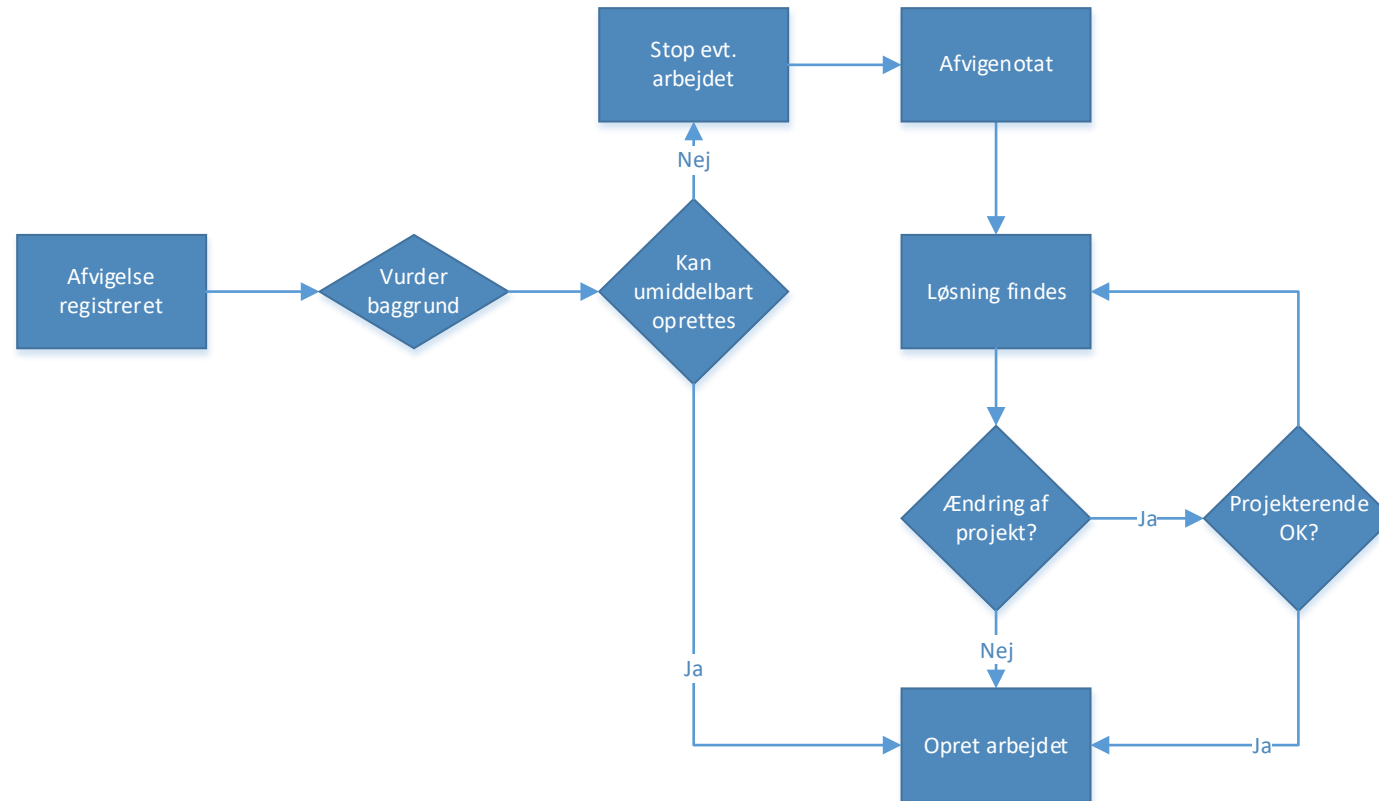 Stop evt.
arbejdet
Afvigenotat
Nej
Afvigelse
registreret
Vurder
baggrund
Kan
umiddelbart
oprettes
Løsning findes
Ændring af
projekt?
Ja
Projekterende
OK?
Nej
Ja
Opret arbejdet
Ja